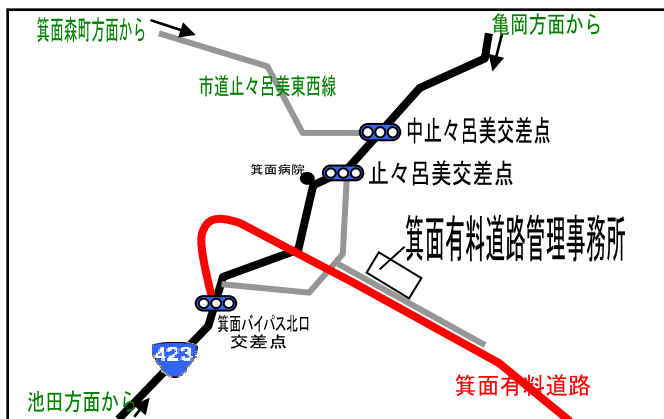 箕面森町方面から
亀岡方面から
市道止々呂美東西線
中止々呂美交差点
箕面病院
止々呂美交差点
箕面有料道路管理事務所
箕面バイパス北口
交差点
423
箕面有料道路
池田方面から